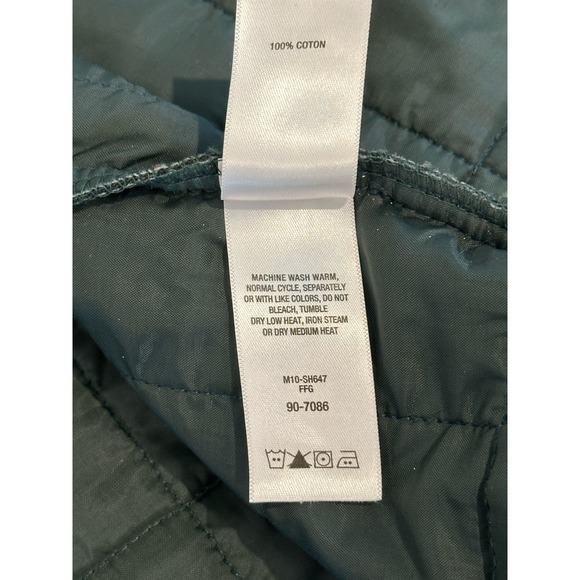 100% COTON
MACHINE WASH WARM,
NORMAL CYCLE, SEPARATELY
OR WITH LIKE COLORS, DO NOT
BLEACH, TUMBLE
DRY LOW HEAT, IRON STEAM
OR DRY MEDIUM HEAT
M10-SH647
FFG
90-7086